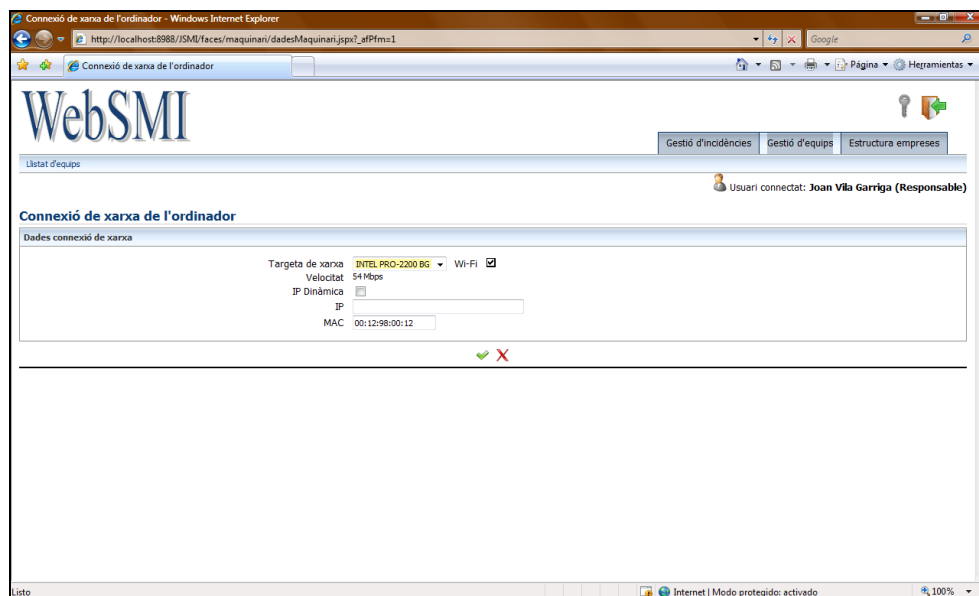 Connexió de xarxa de l'ordinador - Windows Internet Explorer
http://localhost:8988/JSMI/faces/maquinari/dadesMaquinari.jspx?_afPfm=1
Google
Connexió de xarxa de l'ordinador
Página
Herramientas
WebSMI
Gestió d'incidències
Gestió d'equips
Estructura empreses
Llistat d'equips
Usuari connectat: Joan Vila Garriga (Responsable)
Connexió de xarxa de l'ordinador
Dades connexió de xarxa
Targeta de xarxa INTEL PRO-2200 BG Wi-Fi
Velocitat 54 Mbps
IP Dinàmica
IP
MAC 00:12:98:00:12
Listo
Internet | Modo protegido: activado
100%